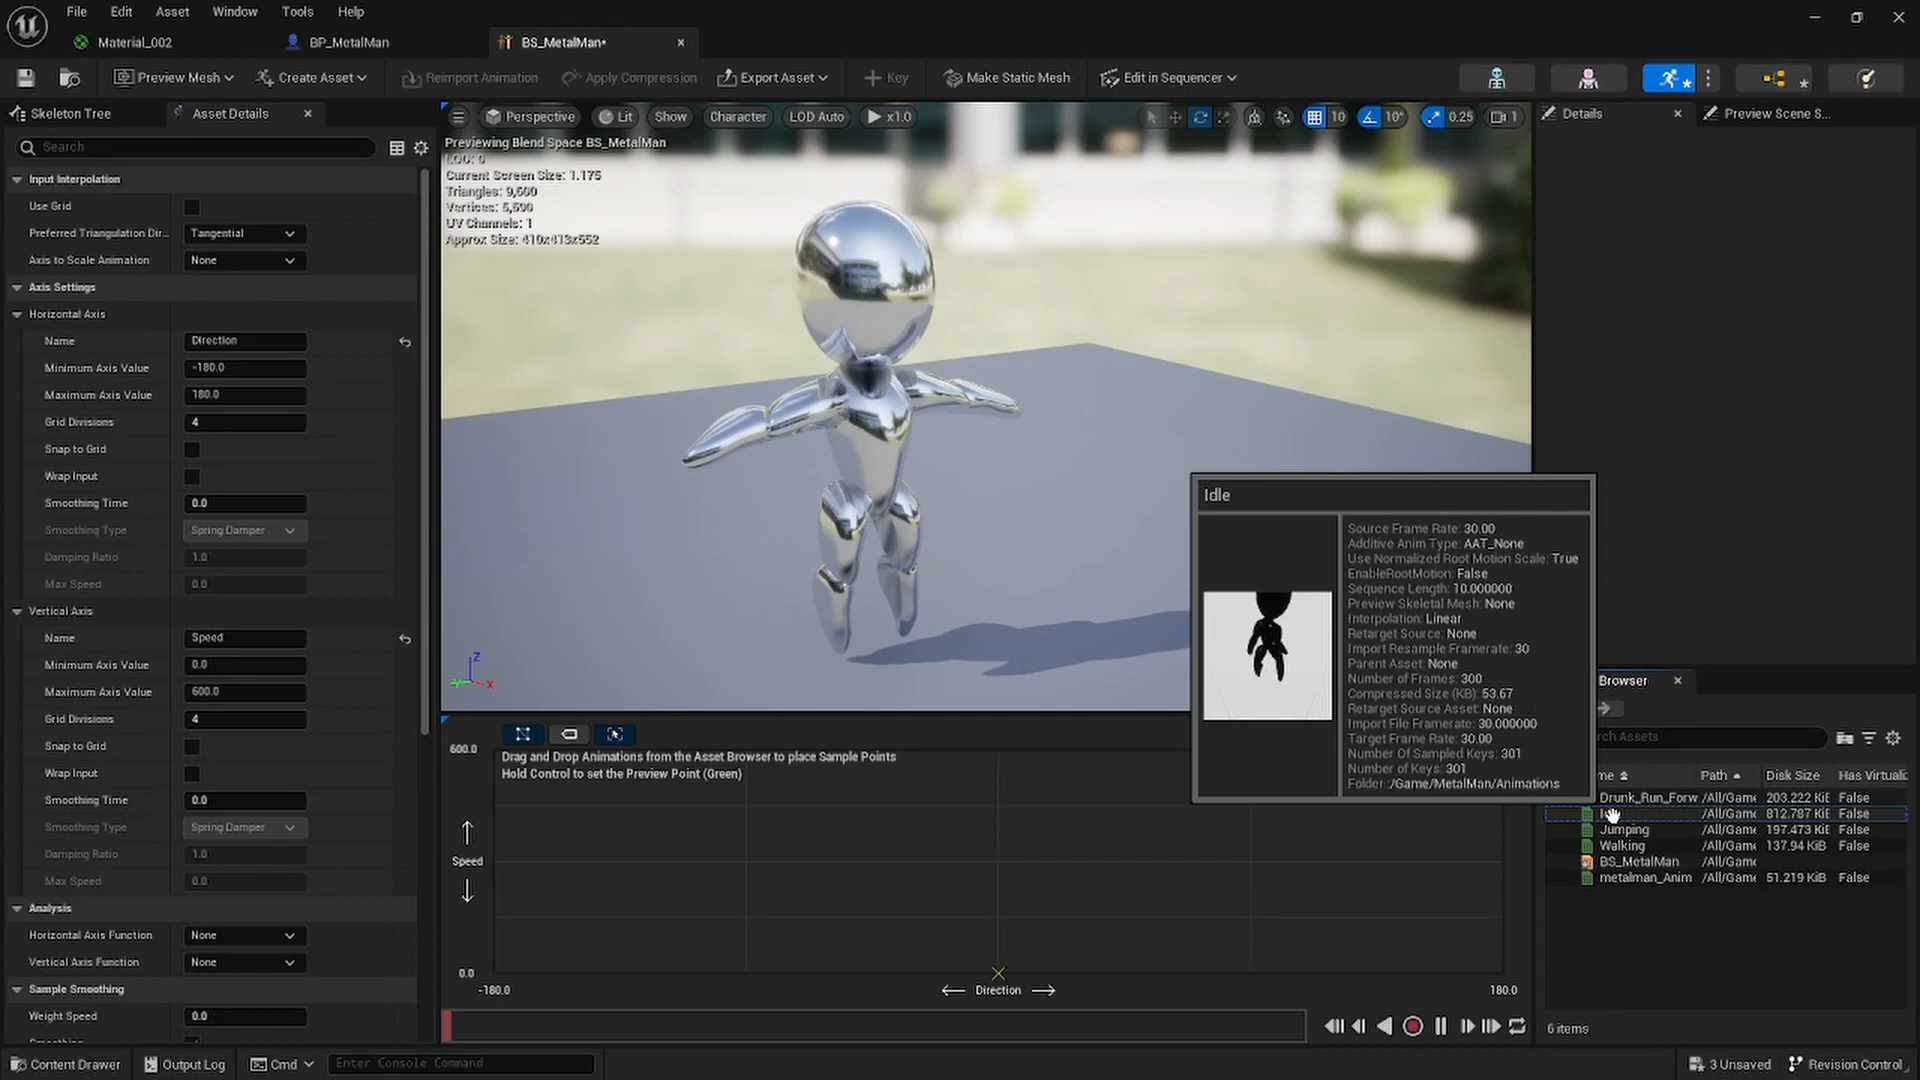 File Edit Asset Window Tools Help
Material_002
BP_MetalMan
BS_MetalMan*
Preview Mesh
Create Asset
Reimport Animation
Apply Compression
Export Asset
Key
Make Static Mesh
Edit in Sequencer
Skeleton Tree
Asset Details
Search
Input Interpolation
Use Grid
Preferred Triangulation Dir... Tangential
Axis to Scale Animation None
Axis Settings
Horizontal Axis
Name Direction
Minimum Axis Value -180.0
Maximum Axis Value 180.0
Grid Divisions 4
Snap to Grid
Wrap Input
Smoothing Time 0.0
Smoothing Type Spring Damper
Damping Ratio 1.0
Max Speed 0.0
Vertical Axis
Name Speed
Minimum Axis Value 0.0
Maximum Axis Value 600.0
Grid Divisions 4
Snap to Grid
Wrap Input
Smoothing Time 0.0
Smoothing Type Spring Damper
Damping Ratio 1.0
Max Speed 0.0
Analysis
Horizontal Axis Function None
Vertical Axis Function None
Sample Smoothing
Weight Speed 0.0
Perspective Lit Show Character LOD Auto x1.0
10 10° 0.25 1
Previewing Blend Space BS_MetalMan
LOD: 0
Current Screen Size: 1.175
Triangles: 9,600
UV Channels: 1
Approx Size: 410x413x552
Z
X
Idle
Source Frame Rate: 30.00
Additive Anim Type: AAT_None
Use Normalized Root Motion Scale: True
EnableRootMotion: False
Sequence Length: 10.000000
Preview Skeletal Mesh: None
Interpolation: Linear
Retarget Source: None
Import Resample Framerate: 30
Parent Asset: None
Number of Frames: 300
Compressed Size (KB): 53.67
Retarget Source Asset: None
Import File Framerate: 30.000000
Target Frame Rate: 30.00
Number Of Sampled Keys: 301
Number of Keys: 301
Folder :/Game/MetalMan/Animations
600.0
Drag and Drop Animations from the Asset Browser to place Sample Points
Hold Control to set the Preview Point (Green)
Speed
0.0
-180.0 Direction 180.0
Details
Preview Scene S...
Browser
rch Assets
me Path Disk Size Has Virtualiz
Drunk_Run_Forw /All/Game 203.222 KiE False
/All/Game 812.787 KiE False
Jumping /All/Game 197.473 KiE False
Walking /All/Game 137.94 KiB False
BS_MetalMan /All/Game
metalman_Anim /All/Game 51.219 KiB False
6 items
Content Drawer Output Log Cmd Enter Console Command
3 Unsaved Revision Control